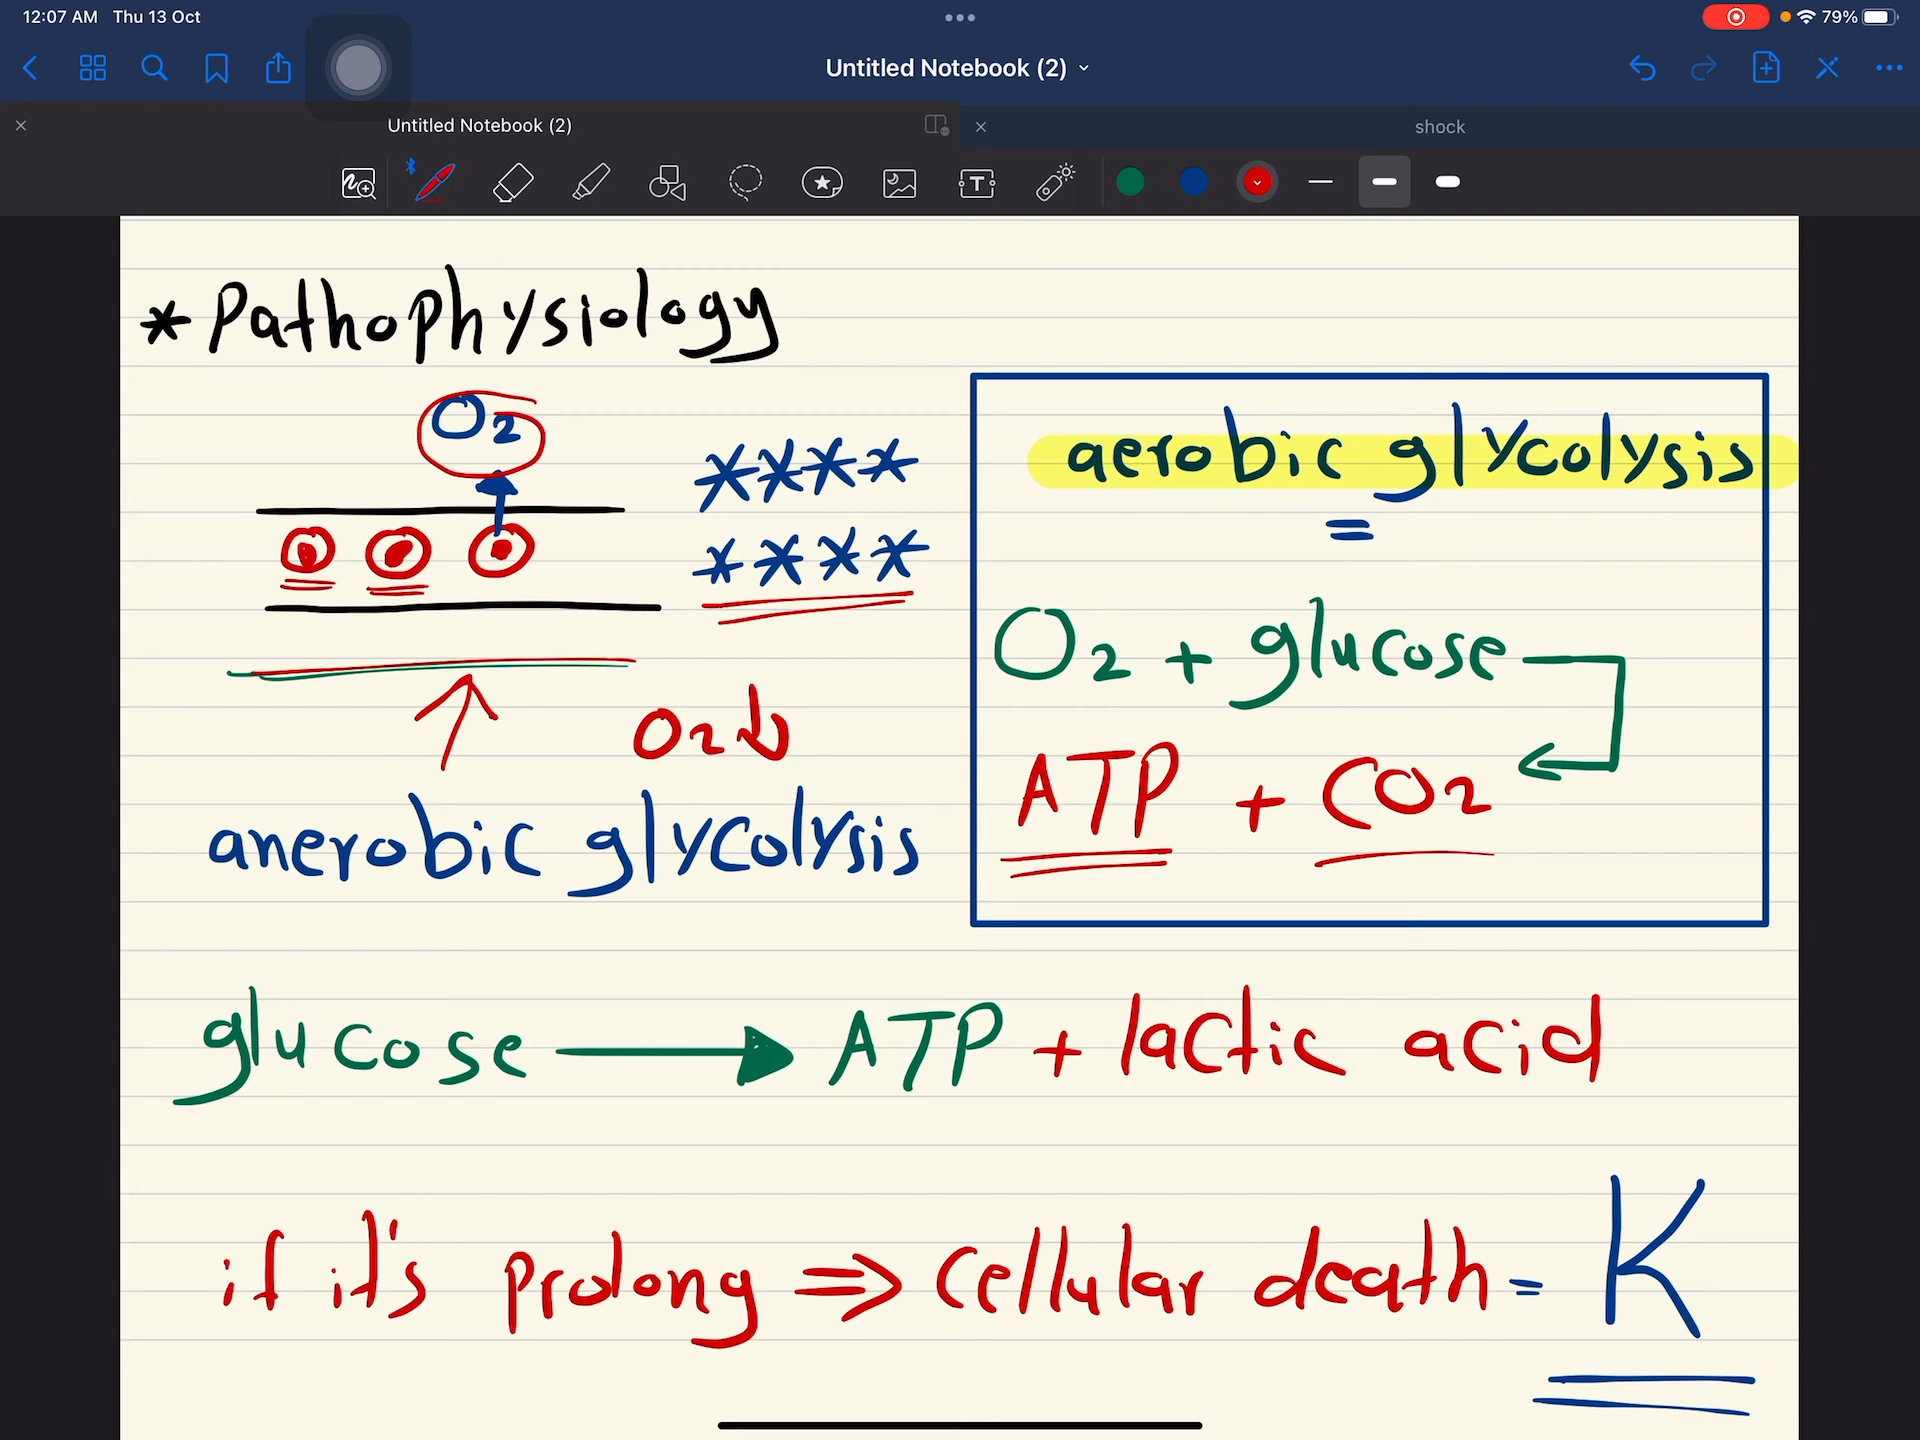 12:07 AM Thu 13 Oct
79%
Untitled Notebook (2)
Untitled Notebook (2)
shock
T
* Pathophysiology
O2
****
****
O2 ↓
anerobic glycolysis
aerobic glycolysis
=
O2 + glucose
ATP + CO2
glucose → ATP + lactic acid
if it's prolong ⇒ cellular death = K